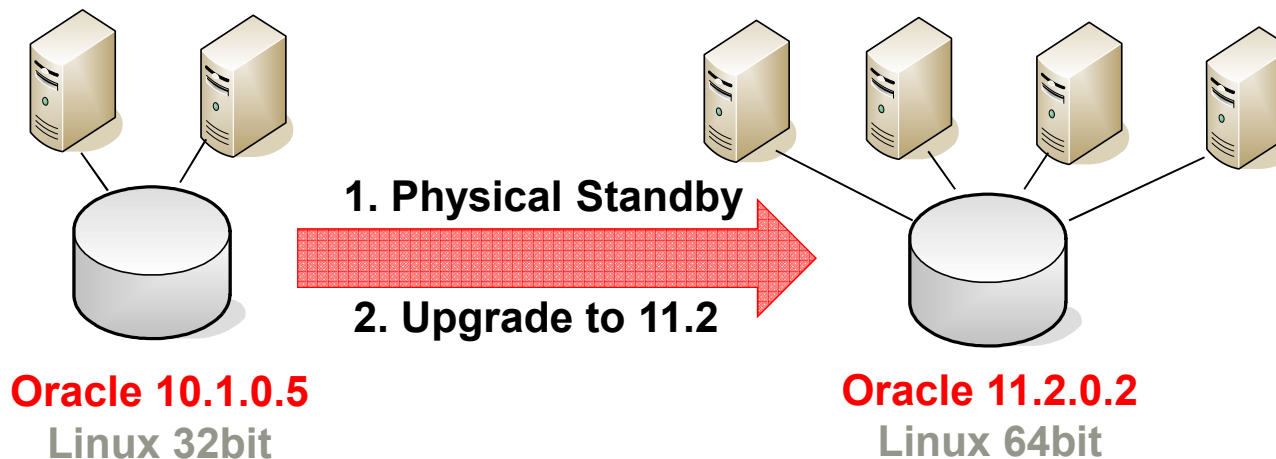 1. Physical Standby
2. Upgrade to 11.2
Oracle 10.1.0.5
Linux 32bit
Oracle 11.2.0.2
Linux 64bit